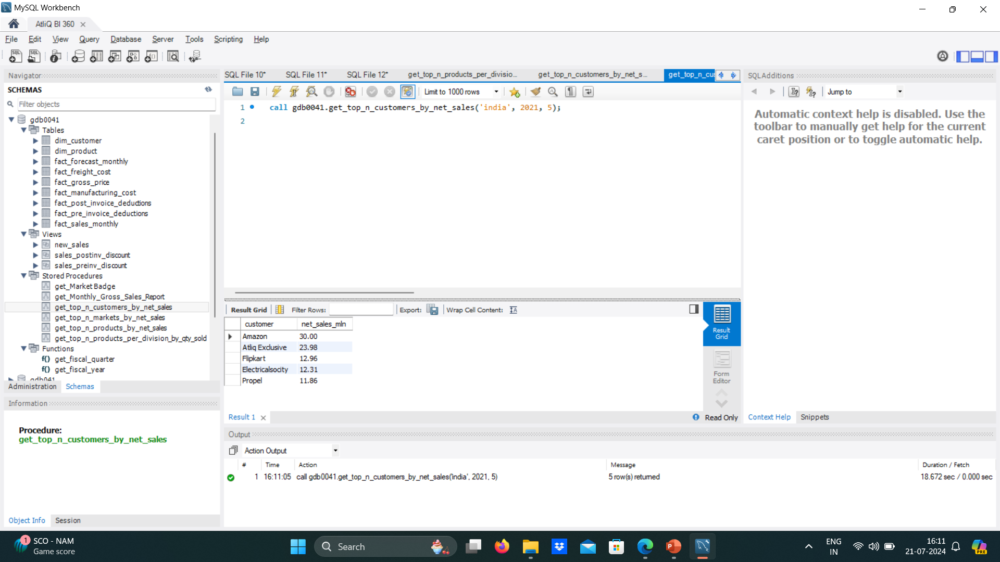 MySQL Workbench
AtliQ BI 360
File Edit View Query Database Server Tools Scripting Help
Navigator
SCHEMAS
Filter objects
gdb0041
Tables
dim_customer
dim_product
fact_forecast_monthly
fact_freight_cost
fact_gross_price
fact_manufacturing_cost
fact_post_invoice_deductions
fact_pre_invoice_deductions
fact_sales_monthly
Views
new_sales
sales_postinv_discount
sales_preinv_discount
Stored Procedures
get_Market Badge
get_Monthly_Gross_Sales_Report
get_top_n_customers_by_net_sales
get_top_n_markets_by_net_sales
get_top_n_products_by_net_sales
get_top_n_products_per_division_by_qty_sold
Functions
f() get_fiscal_quarter
f() get_fiscal_year
gdb041
Administration Schemas
Information
Procedure:
get_top_n_customers_by_net_sales
Object Info Session
SQL File 10* SQL File 11* SQL File 12* get_top_n_products_per_divisio... get_top_n_customers_by_net_s... get_top_n_cus
Limit to 1000 rows
1 call gdb0041.get_top_n_customers_by_net_sales('india', 2021, 5);
2
Result Grid Filter Rows: Export: Wrap Cell Content:
customer net_sales_mln
Amazon 30.00
Atliq Exclusive 23.98
Flipkart 12.96
Electricalsocity 12.31
Propel 11.86
Result
Grid
Form
Editor
Result 1 Read Only
Output
Action Output
# Time Action Message Duration / Fetch
1 16:11:05 call gdb0041.get_top_n_customers_by_net_sales('india', 2021, 5) 5 row(s) returned 18.672 sec / 0.000 sec
SQLAdditions
Jump to
Automatic context help is disabled. Use the
toolbar to manually get help for the current
caret position or to toggle automatic help.
Context Help Snippets
1 SCO - NAM
Game score
Search
ENG
IN
16:11
21-07-2024
PRE